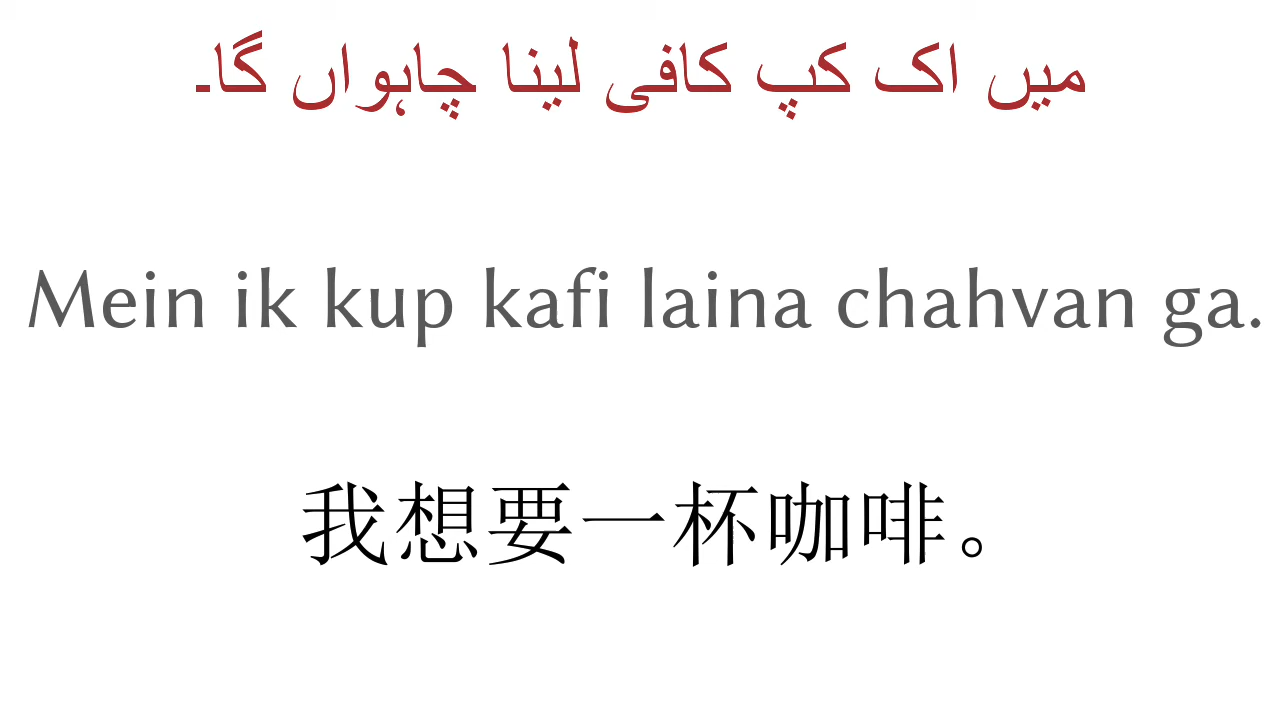 میں اک کپ کافی لینا چاہواں گا۔
Mein ik kup kafi laina chahvan ga.
我想要一杯咖啡。